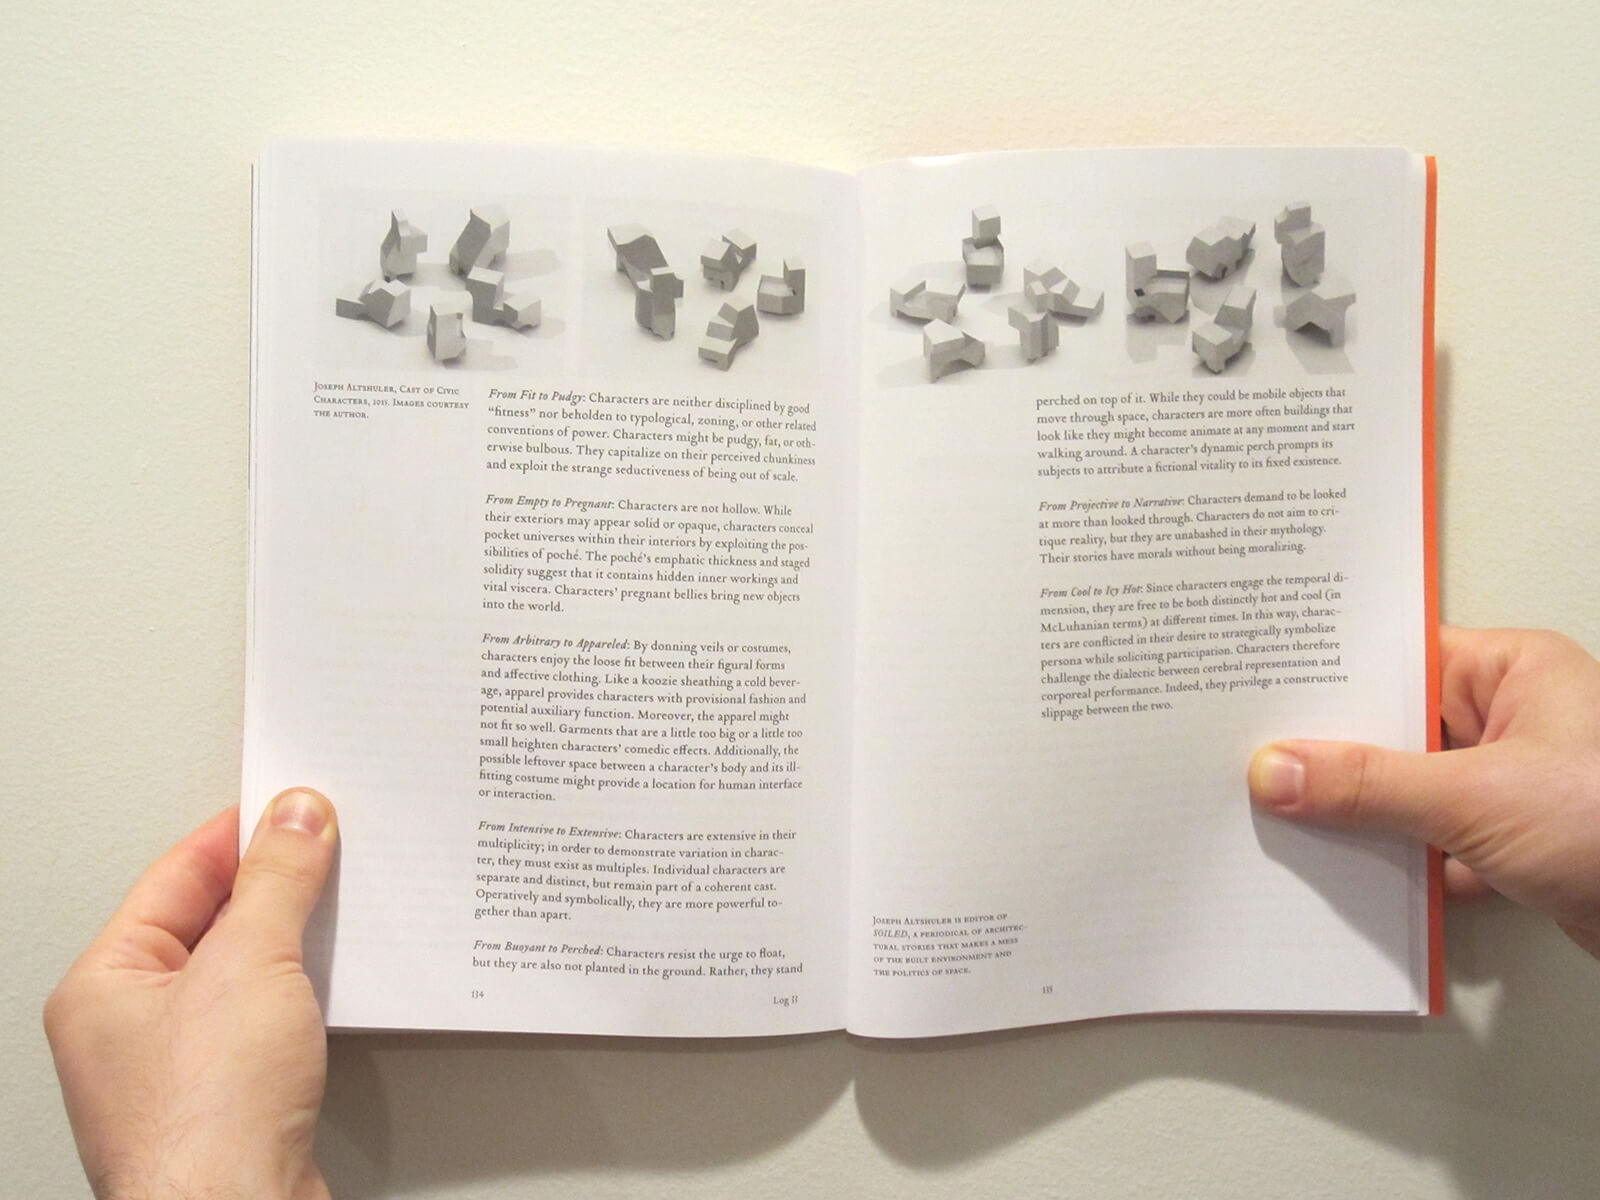 Joseph Altshuler, Cast of Civic
Characters, 2015. Images courtesy
the author.
From Fit to Pudgy: Characters are neither disciplined by good
“fitness” nor beholden to typological, zoning, or other related
conventions of power. Characters might be pudgy, fat, or oth-
erwise bulbous. They capitalize on their perceived chunkiness
and exploit the strange seductiveness of being out of scale.
From Empty to Pregnant: Characters are not hollow. While
their exteriors may appear solid or opaque, characters conceal
pocket universes within their interiors by exploiting the pos-
sibilities of poché. The poché’s emphatic thickness and staged
solidity suggest that it contains hidden inner workings and
vital viscera. Characters’ pregnant bellies bring new objects
into the world.
From Arbitrary to Appareled: By donning veils or costumes,
characters enjoy the loose fit between their figural forms
and affective clothing. Like a koozie sheathing a cold bever-
age, apparel provides characters with provisional fashion and
potential auxiliary function. Moreover, the apparel might
not fit so well. Garments that are a little too big or a little too
small heighten characters’ comedic effects. Additionally, the
possible leftover space between a character’s body and its ill-
fitting costume might provide a location for human interface
or interaction.
From Intensive to Extensive: Characters are extensive in their
multiplicity; in order to demonstrate variation in charac-
ter, they must exist as multiples. Individual characters are
separate and distinct, but remain part of a coherent cast.
Operatively and symbolically, they are more powerful to-
gether than apart.
From Buoyant to Perched: Characters resist the urge to float,
but they are also not planted in the ground. Rather, they stand
134
Log 33
perched on top of it. While they could be mobile objects that
move through space, characters are more often buildings that
look like they might become animate at any moment and start
walking around. A character’s dynamic perch prompts its
subjects to attribute a fictional vitality to its fixed existence.
From Projective to Narrative: Characters demand to be looked
at more than looked through. Characters do not aim to cri-
tique reality, but they are unabashed in their mythology.
Their stories have morals without being moralizing.
From Cool to Icy Hot: Since characters engage the temporal di-
mension, they are free to be both distinctly hot and cool (in
McLuhanian terms) at different times. In this way, charac-
ters are conflicted in their desire to strategically symbolize
persona while soliciting participation. Characters therefore
challenge the dialectic between cerebral representation and
corporeal performance. Indeed, they privilege a constructive
slippage between the two.
Joseph Altshuler is editor of
SOILED, a periodical of architec-
tural stories that makes a mess
of the built environment and
the politics of space.
135